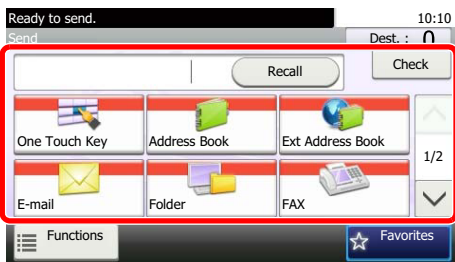 Ready to send. 10:10
Send Dest. : 0
Recall Check
One Touch Key Address Book Ext Address Book
1/2
E-mail Folder FAX
Functions Favorites